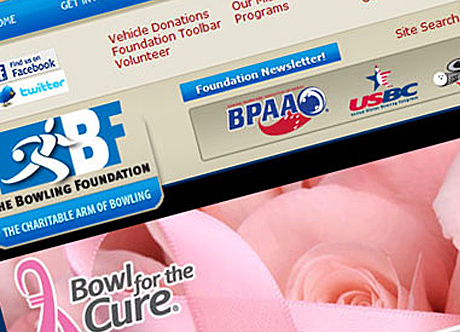 GET IN
Vehicle Donations
Foundation Toolbar
Volunteer
Our Mis
Programs
Site Search
Find us on
Facebook
twitter
Foundation Newsletter!
BPAA
USBC
BF
THE BOWLING FOUNDATION
THE CHARITABLE ARM OF BOWLING
Bowl for the
Cure®